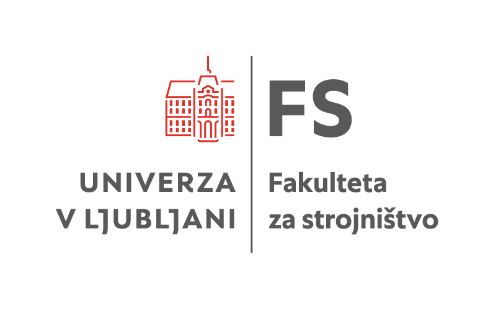 FS
UNIVERZA
V LJUBLJANI
Fakulteta
za strojništvo